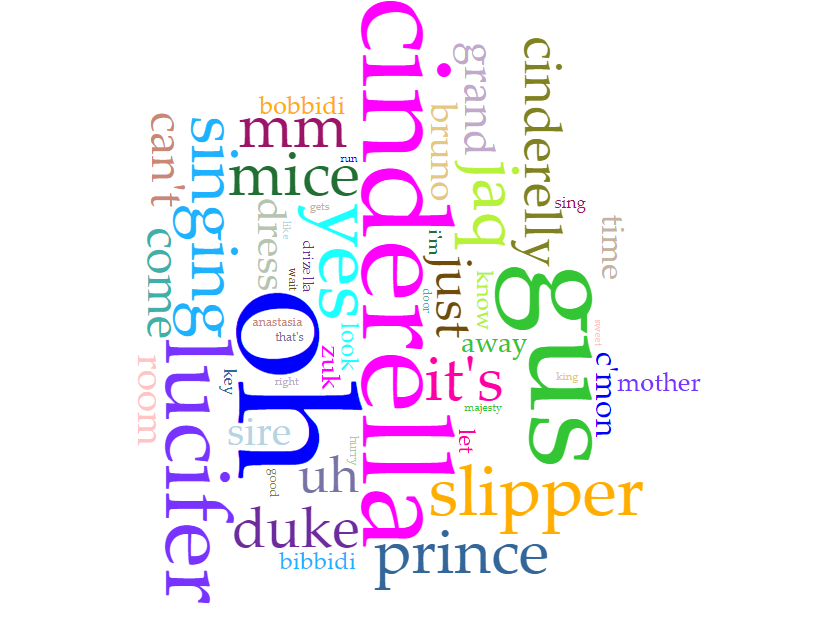 cinderella
cinderelly
grand
bobbidi
bruno
mm
can't
singing
run
mice
jaq
sing
dress
gets
yes
like
time
come
i'm
drizella
just
wait
know
gus
oh
door
anastasia
that's
look
sweet
away
zuk
lucifer
c'mon
room
key
right
it's
king
mother
majesty
sire
let
hurry
uh
good
slipper
duke
prince
bibbidi